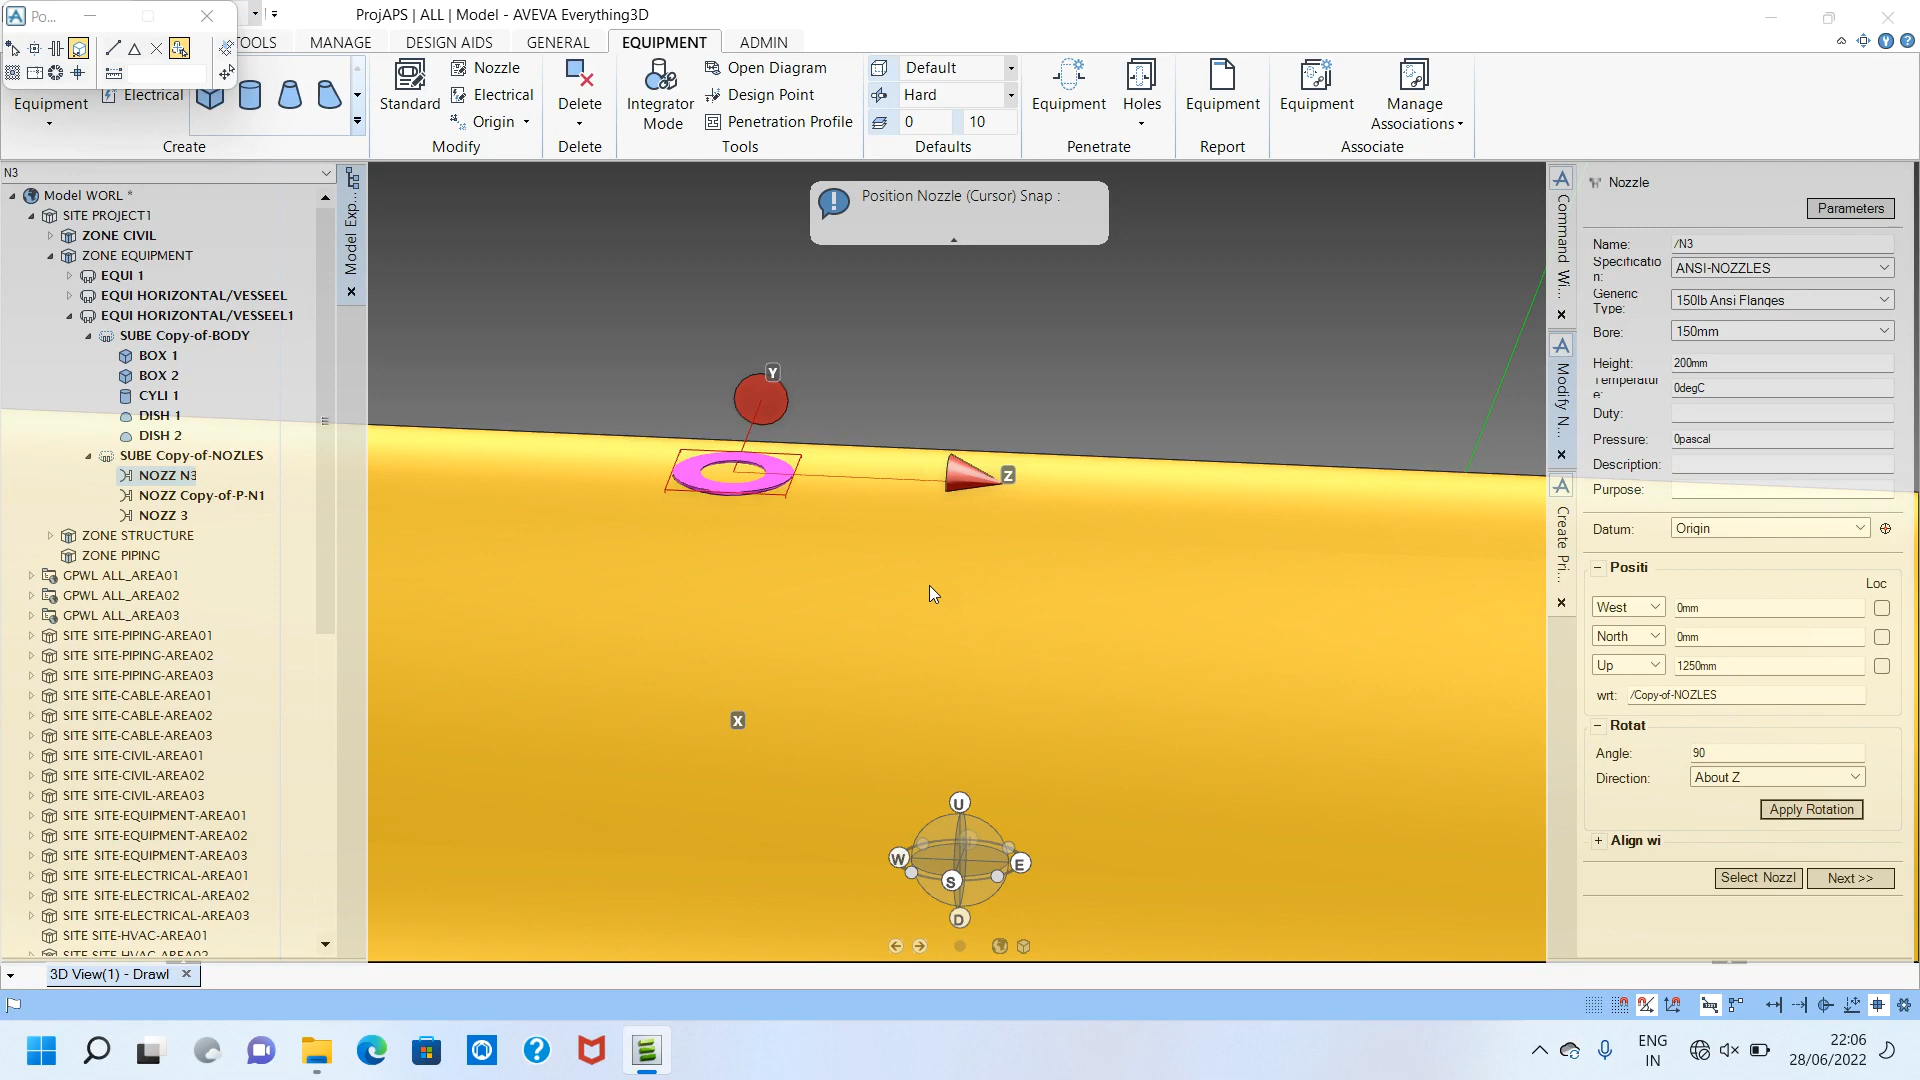 Po...
ProjAPS | ALL | Model - AVEVA Everything3D
TOOLS
MANAGE
DESIGN AIDS
GENERAL
EQUIPMENT
ADMIN
Equipment
Electrical
Create
Standard
Nozzle
Electrical
Origin
Modify
Delete
Delete
Integrator
Mode
Open Diagram
Design Point
Penetration Profile
Tools
Default
Hard
0
10
Defaults
Equipment
Holes
Penetrate
Equipment
Report
Equipment
Manage
Associations
Associate
N3
Model WORL *
SITE PROJECT1
ZONE CIVIL
ZONE EQUIPMENT
EQUI 1
EQUI HORIZONTAL/VESSEEL
EQUI HORIZONTAL/VESSEEL1
SUBE Copy-of-BODY
BOX 1
BOX 2
CYLI 1
DISH 1
DISH 2
SUBE Copy-of-NOZLES
NOZZ N3
NOZZ Copy-of-P-N1
NOZZ 3
ZONE STRUCTURE
ZONE PIPING
GPWL ALL_AREA01
GPWL ALL_AREA02
GPWL ALL_AREA03
SITE SITE-PIPING-AREA01
SITE SITE-PIPING-AREA02
SITE SITE-PIPING-AREA03
SITE SITE-CABLE-AREA01
SITE SITE-CABLE-AREA02
SITE SITE-CABLE-AREA03
SITE SITE-CIVIL-AREA01
SITE SITE-CIVIL-AREA02
SITE SITE-CIVIL-AREA03
SITE SITE-EQUIPMENT-AREA01
SITE SITE-EQUIPMENT-AREA02
SITE SITE-EQUIPMENT-AREA03
SITE SITE-ELECTRICAL-AREA01
SITE SITE-ELECTRICAL-AREA02
SITE SITE-ELECTRICAL-AREA03
SITE SITE-HVAC-AREA01
Model Exp...
Position Nozzle (Cursor) Snap :
Y
Z
X
U
W
E
S
D
Command Wi...
Modify N...
Create Pri...
Nozzle
Parameters
Name: /N3
Specificatio
n:
ANSI-NOZZLES
Generic
Type:
150lb Ansi Flanges
Bore: 150mm
Height: 200mm
Temperatur
e:
0degC
Duty:
Pressure: 0pascal
Description:
Purpose:
Datum: Origin
Positi
Loc
West 0mm
North 0mm
Up 1250mm
wrt: /Copy-of-NOZLES
Rotat
Angle: 90
Direction: About Z
Apply Rotation
Align wi
Select Nozzl
Next >>
3D View(1) - Drawl
ENG
IN
22:06
28/06/2022